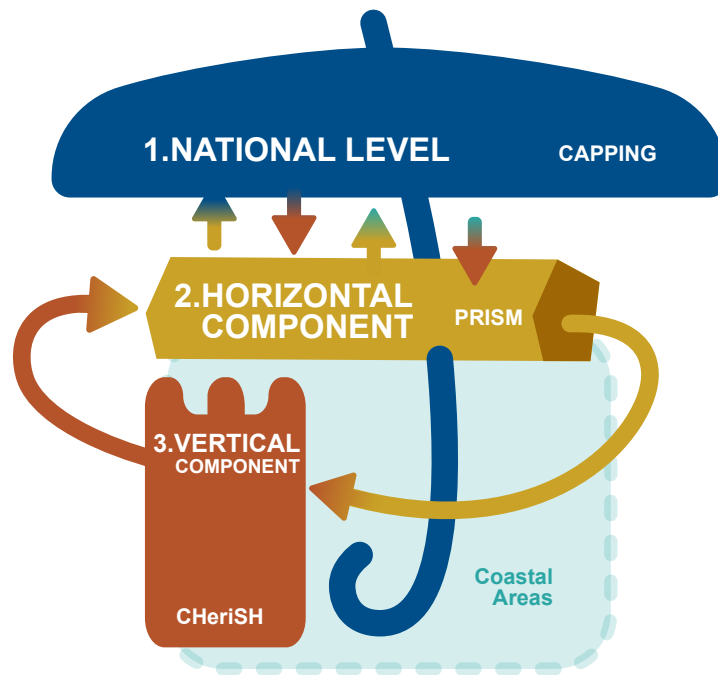 1.NATIONAL LEVEL
CAPPING
2.HORIZONTAL
COMPONENT
PRISM
3.VERTICAL
COMPONENT
CHeriSH
Coastal
Areas